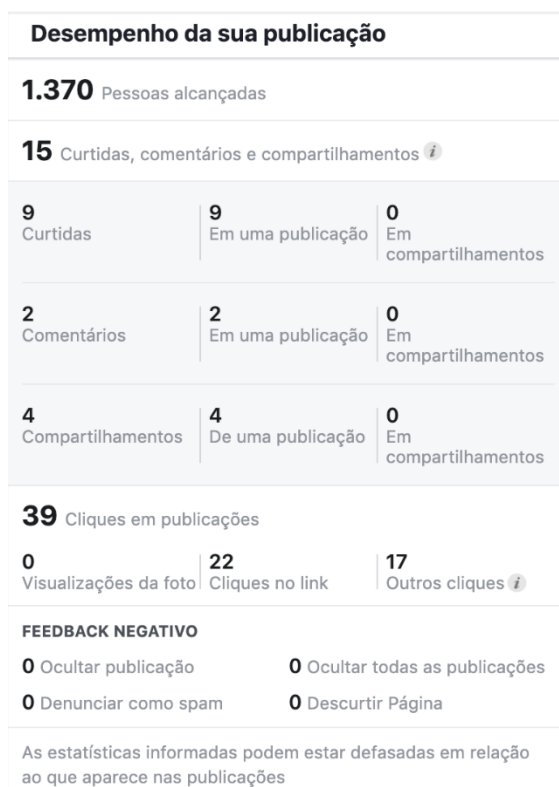 Desempenho da sua publicação
1.370 Pessoas alcançadas
15 Curtidas, comentários e compartilhamentos i
9
Curtidas
9
Em uma publicação
0
Em
compartilhamentos
2
Comentários
2
Em uma publicação
0
Em
compartilhamentos
4
Compartilhamentos
4
De uma publicação
0
Em
compartilhamentos
39 Cliques em publicações
0
Visualizações da foto
22
Cliques no link
17
Outros cliques i
FEEDBACK NEGATIVO
0 Ocultar publicação
0 Ocultar todas as publicações
0 Denunciar como spam
0 Descurtir Página
As estatísticas informadas podem estar defasadas em relação
ao que aparece nas publicações